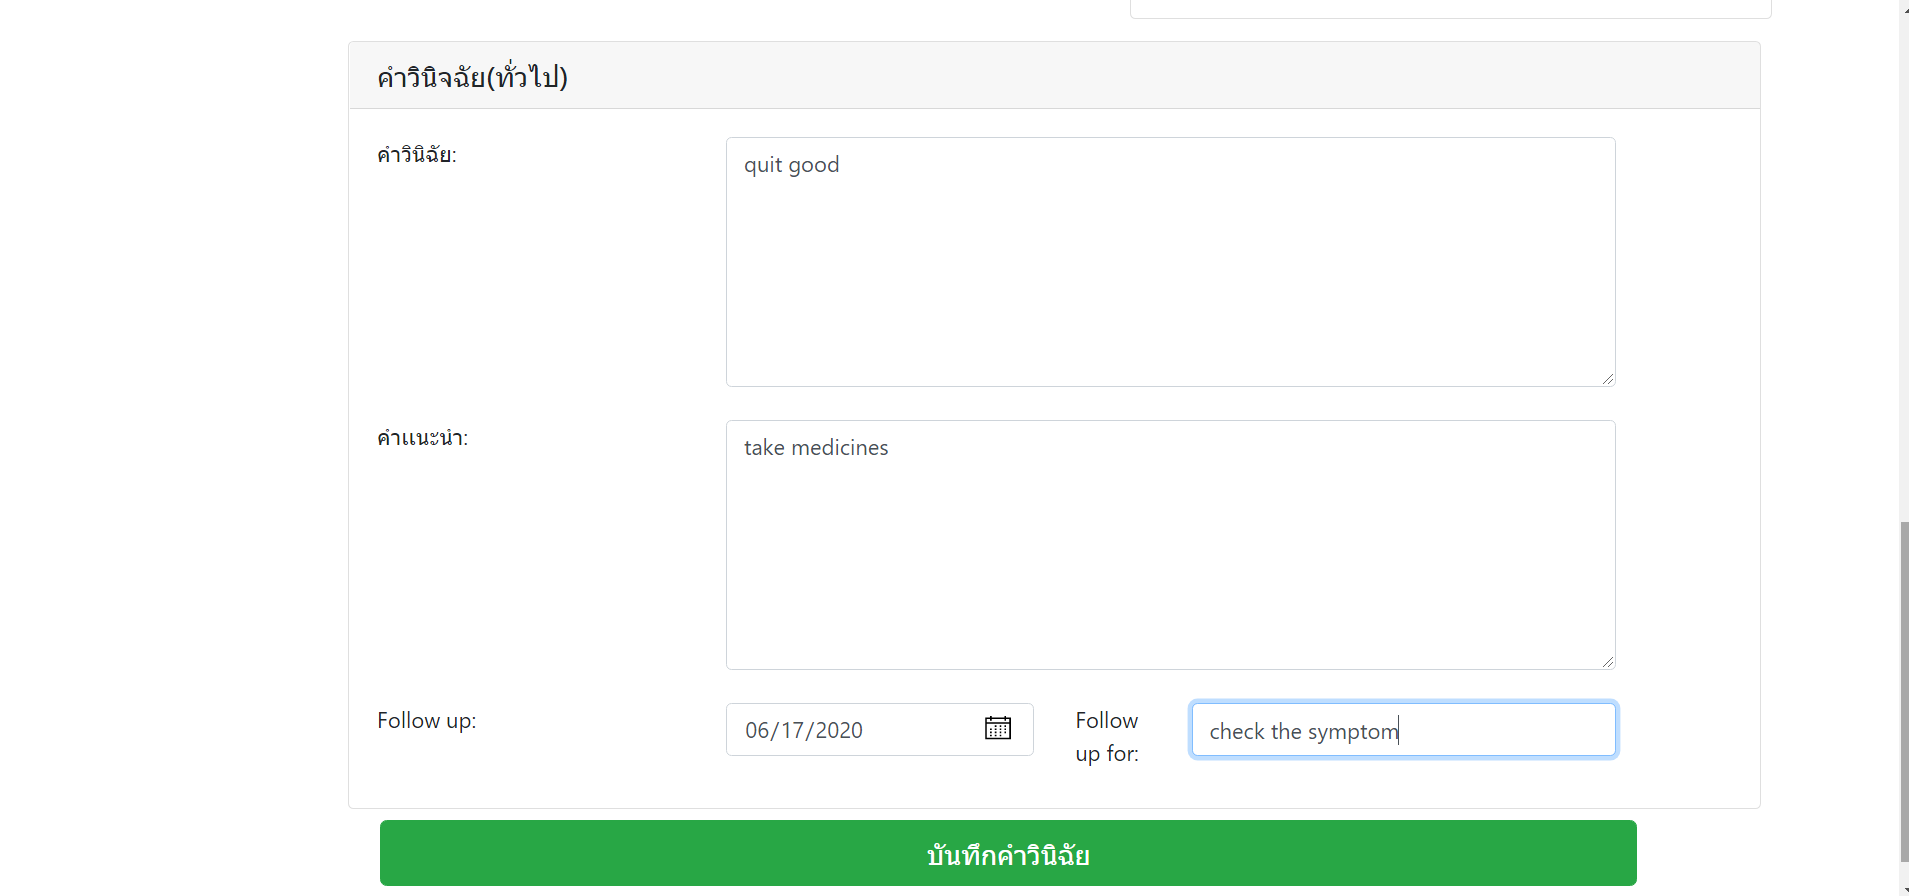 คำวินิจฉัย(ทั่วไป)
คำวินิฉัย:
quit good
คำแนะนำ:
take medicines
Follow up:
06/17/2020
Follow
up for:
check the symptom
บันทึกคำวินิฉัย